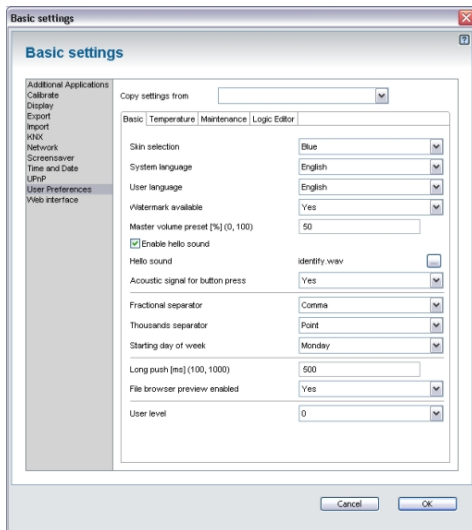 Basic settings
?
Basic settings
Additional Applications
Calibrate
Display
Export
Import
KNX
Network
Screensaver
Time and Date
UPnP
User Preferences
Web interface
Copy settings from
Basic Temperature Maintenance Logic Editor
Skin selection Blue
System language English
User language English
Watermark available Yes
Master volume preset [%] (0, 100) 50
Enable hello sound
Hello sound identify.wav ...
Acoustic signal for button press Yes
Fractional separator Comma
Thousands separator Point
Starting day of week Monday
Long push [ms] (100, 1000) 500
File browser preview enabled Yes
User level 0
Cancel OK